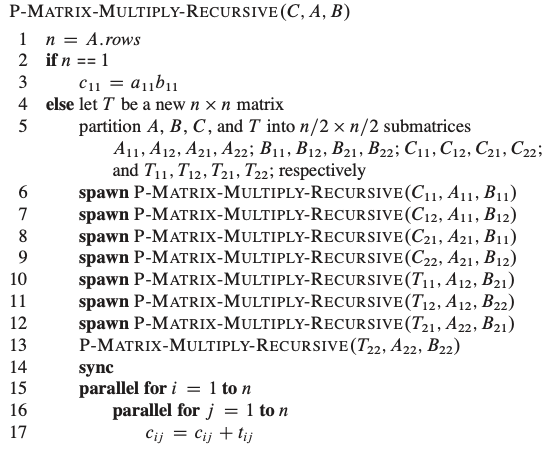 P-MATRIX-MULTIPLY-RECURSIVE(C, A, B)
1 n = A.rows
2 if n == 1
3 c₁₁ = a₁₁b₁₁
4 else let T be a new n × n matrix
5 partition A, B, C, and T into n/2 × n/2 submatrices
A₁₁, A₁₂, A₂₁, A₂₂; B₁₁, B₁₂, B₂₁, B₂₂; C₁₁, C₁₂, C₂₁, C₂₂;
and T₁₁, T₁₂, T₂₁, T₂₂; respectively
6 spawn P-MATRIX-MULTIPLY-RECURSIVE(C₁₁, A₁₁, B₁₁)
7 spawn P-MATRIX-MULTIPLY-RECURSIVE(C₁₂, A₁₁, B₁₂)
8 spawn P-MATRIX-MULTIPLY-RECURSIVE(C₂₁, A₂₁, B₁₁)
9 spawn P-MATRIX-MULTIPLY-RECURSIVE(C₂₂, A₂₁, B₁₂)
10 spawn P-MATRIX-MULTIPLY-RECURSIVE(T₁₁, A₁₂, B₂₁)
11 spawn P-MATRIX-MULTIPLY-RECURSIVE(T₁₂, A₁₂, B₂₂)
12 spawn P-MATRIX-MULTIPLY-RECURSIVE(T₂₁, A₂₂, B₂₁)
13 P-MATRIX-MULTIPLY-RECURSIVE(T₂₂, A₂₂, B₂₂)
14 sync
15 parallel for i = 1 to n
16 parallel for j = 1 to n
17 cᵢⱼ = cᵢⱼ + tᵢⱼ